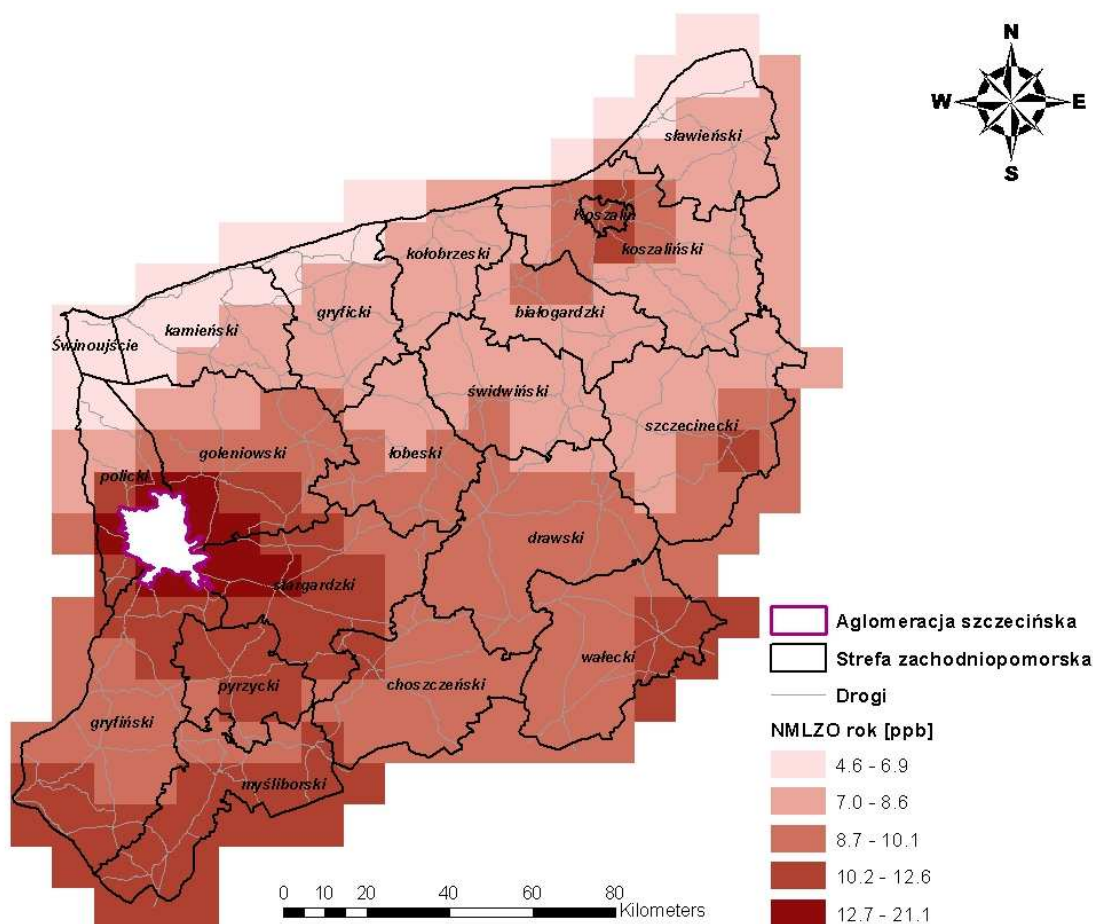 N
W E
S
sławieński
Koszalin
koszaliński
kołobrzeski
białogardzki
gryficki
kamieński
Świnoujście
świdwiński
szczecinecki
łobeski
goleniowski
policki
drawski
stargardzki
wałecki
choszczeński
pyrzycki
gryfiński
myśliborski
Aglomeracja szczecińska
Strefa zachodniopomorska
Drogi
NMLZO rok [ppb]
4.6 - 6.9
7.0 - 8.6
8.7 - 10.1
10.2 - 12.6
12.7 - 21.1
0 10 20 40 60 80
Kilometers